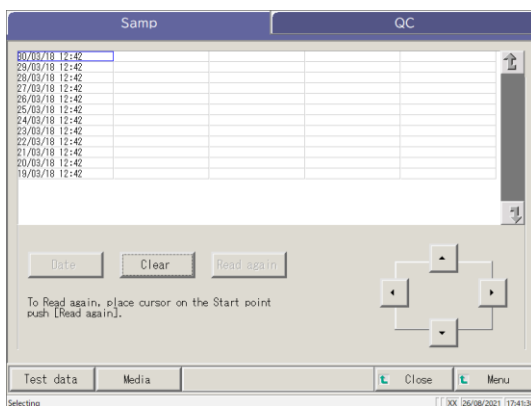 Samp QC
30/03/18 12:42
29/03/18 12:42
28/03/18 12:42
27/03/18 12:42
26/03/18 12:42
25/03/18 12:42
24/03/18 12:42
23/03/18 12:42
22/03/18 12:42
21/03/18 12:42
20/03/18 12:42
19/03/18 12:42
Date Clear Read again
To Read again, place cursor on the Start point
push [Read again].
Test data Media Close Menu
Selecting XX 26/08/2021 17:41:3